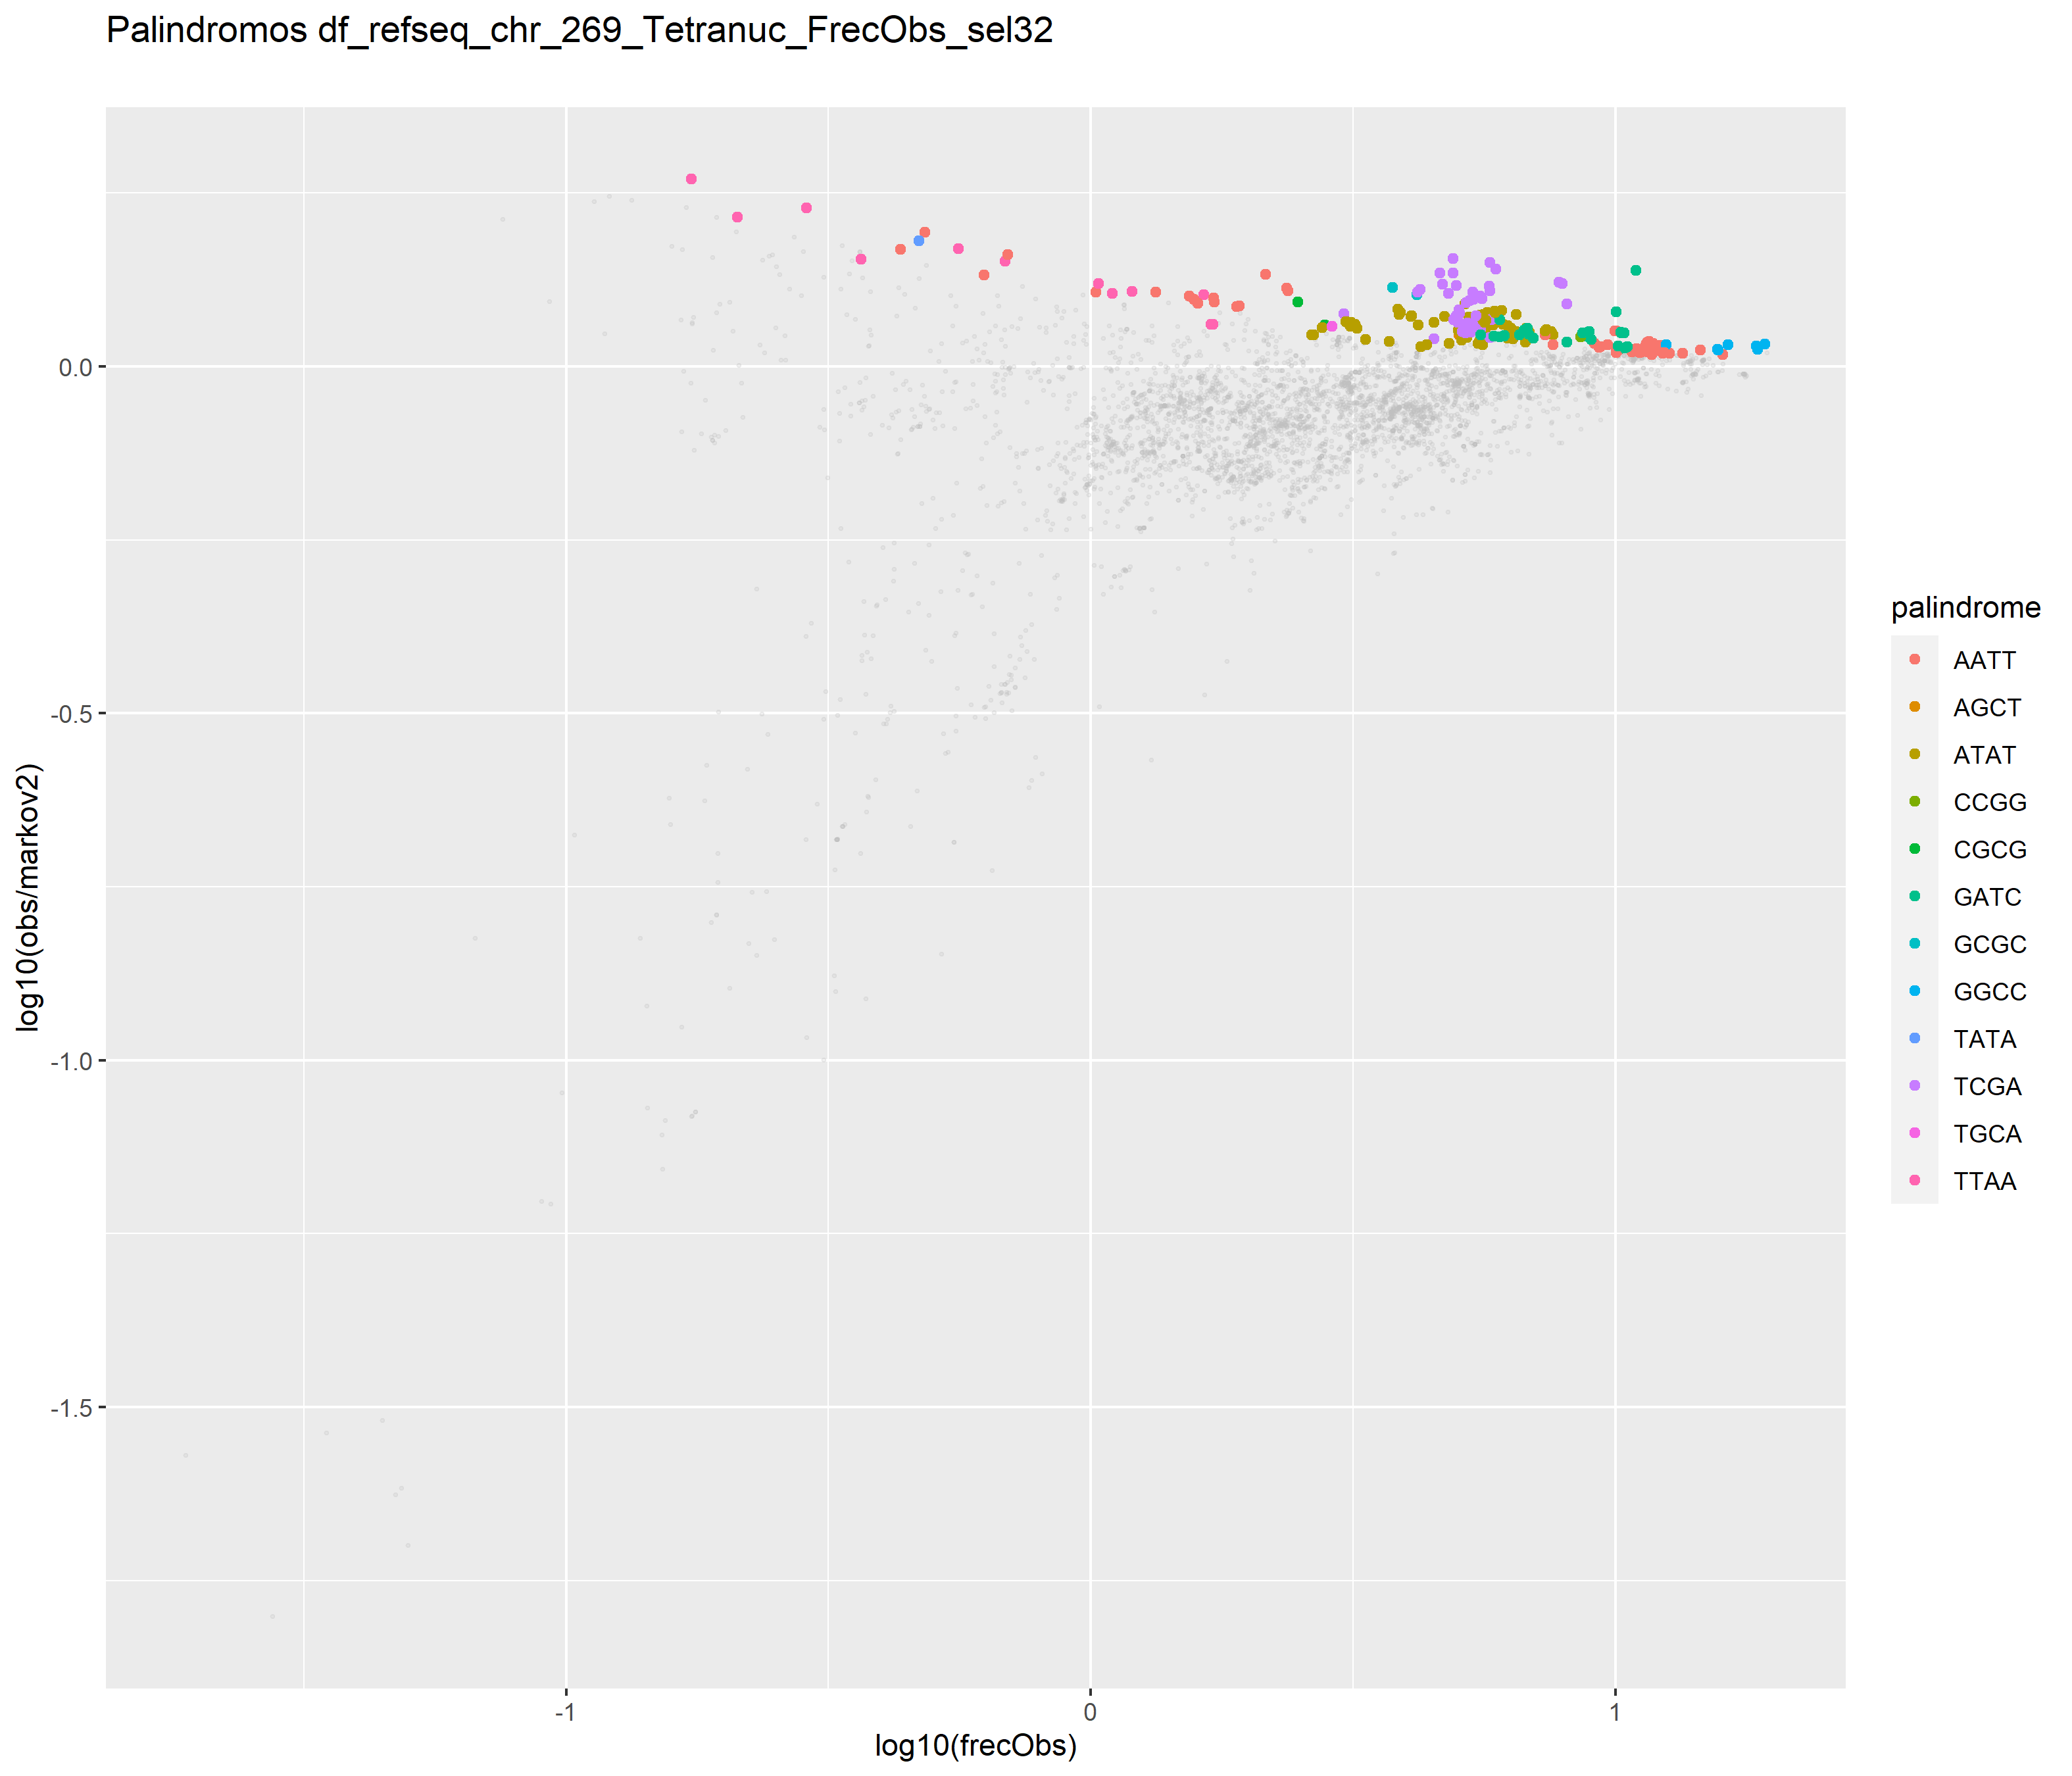 Palindromos df_refseq_chr_269_Tetranuc_FrecObs_sel32
log10(obs/markov2)
0.0
-0.5
-1.0
-1.5
-1
0
1
log10(frecObs)
palindrome
AATT
AGCT
ATAT
CCGG
CGCG
GATC
GCGC
GGCC
TATA
TCGA
TGCA
TTAA